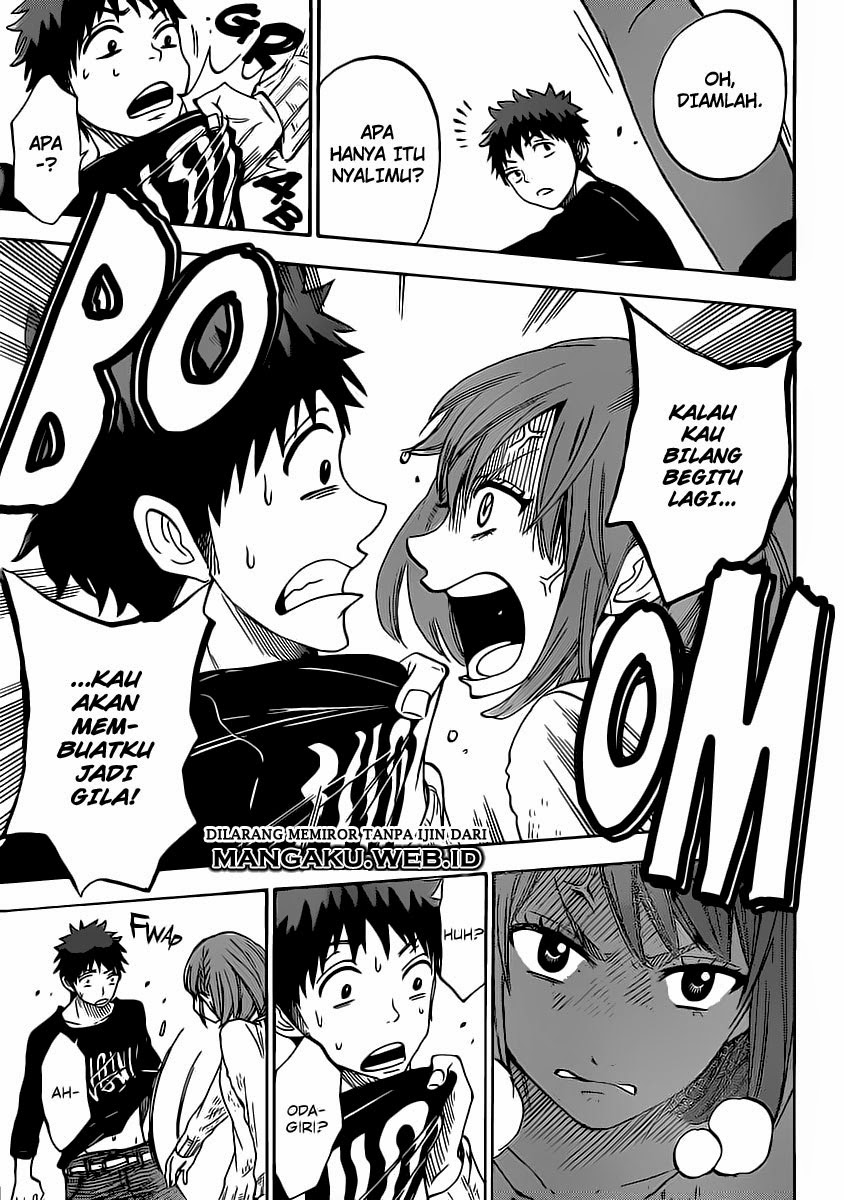 OH,
DIAMLAH.
APA
HANYA ITU
NYALIMU?
GR
AB
APA
-?
KALAU
KAU
BILANG
BEGITU
LAGI...
BO
OM
...KAU
AKAN
MEM-
BUATKU
JADI
GILA!
DILARANG MEMIROR TANPA IJIN DARI
MANGAKU.WEB.ID
HUH?
ODA-
GIRI?
FWAP
AH-